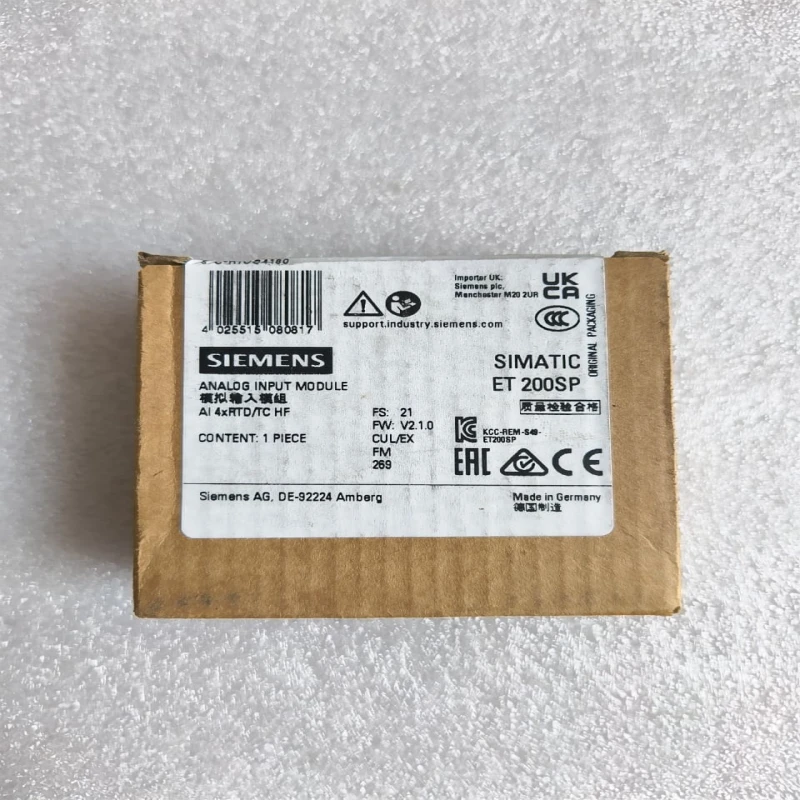 4 025515 080817
support.industry.siemens.com
Importer UK:
Siemens plc,
Manchester M20 2UR
UK
CA
CCC
ORIGINAL PACKAGING
SIEMENS
SIMATIC
ET 200SP
ANALOG INPUT MODULE
模拟输入模组
AI 4xRTD/TC HF
CONTENT: 1 PIECE
FS: 21
FW: V2.1.0
CUL/EX
FM
269
质量检验合格
KCC-REM-S49-
ET200SP
EAC
CE
Siemens AG, DE-92224 Amberg
Made in Germany
德国制造